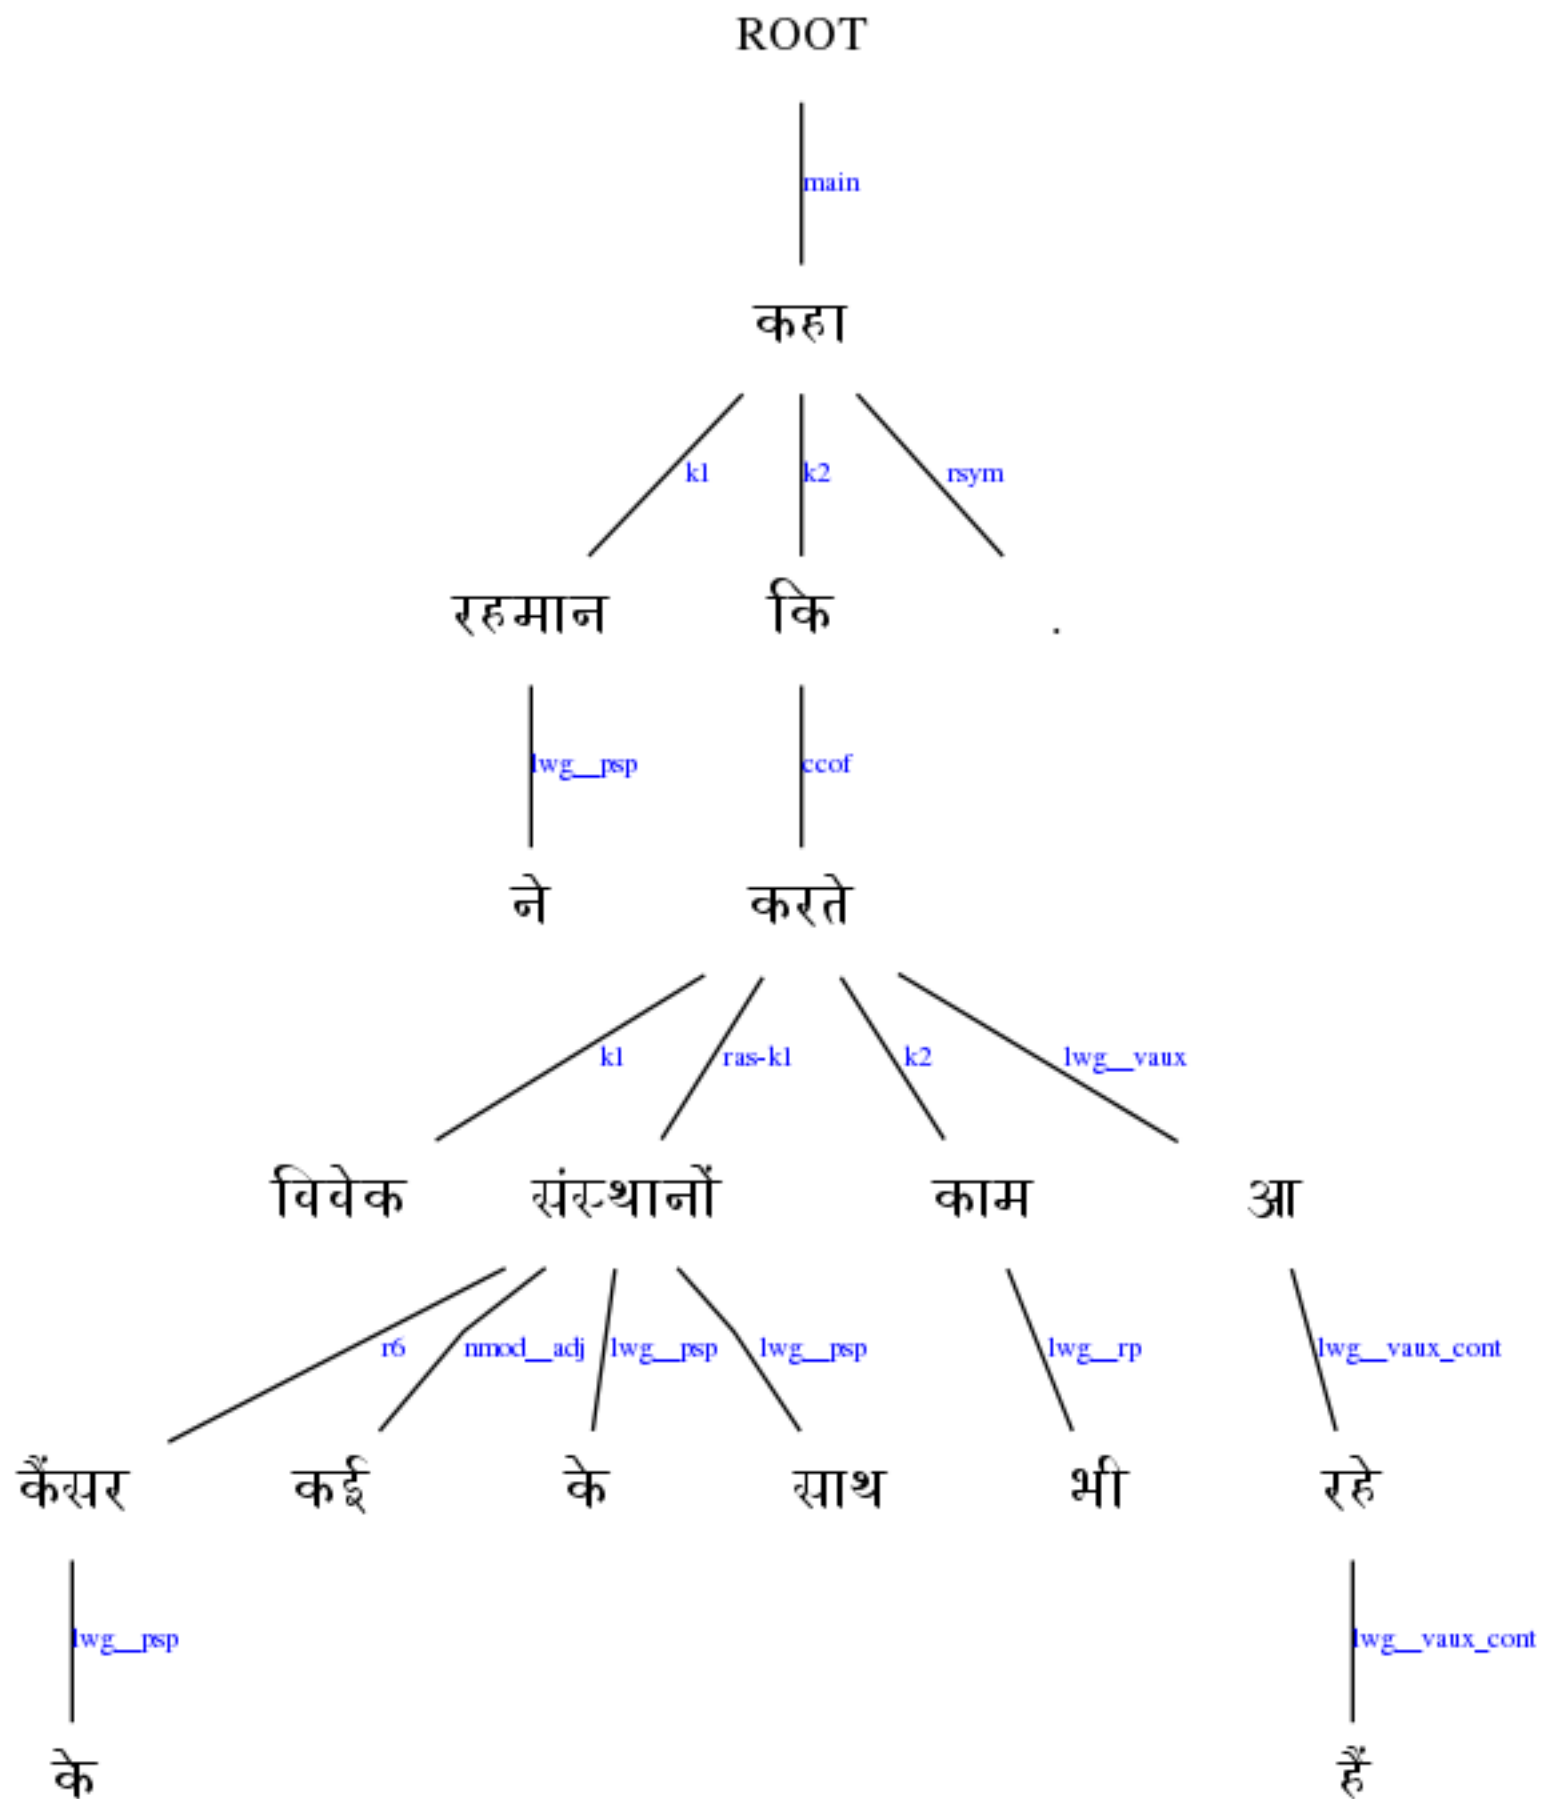 ROOT
main
कहा
k1 k2 rsym
रहमान कि .
lwg__psp ccof
ने करते
k1 ras-k1 k2 lwg__vaux
विवेक संस्थानों काम आ
r6 nmod__adj lwg__psp lwg__psp lwg__rp lwg__vaux_cont
कैंसर कई के साथ भी रहे
lwg__psp lwg__vaux_cont
के हैं